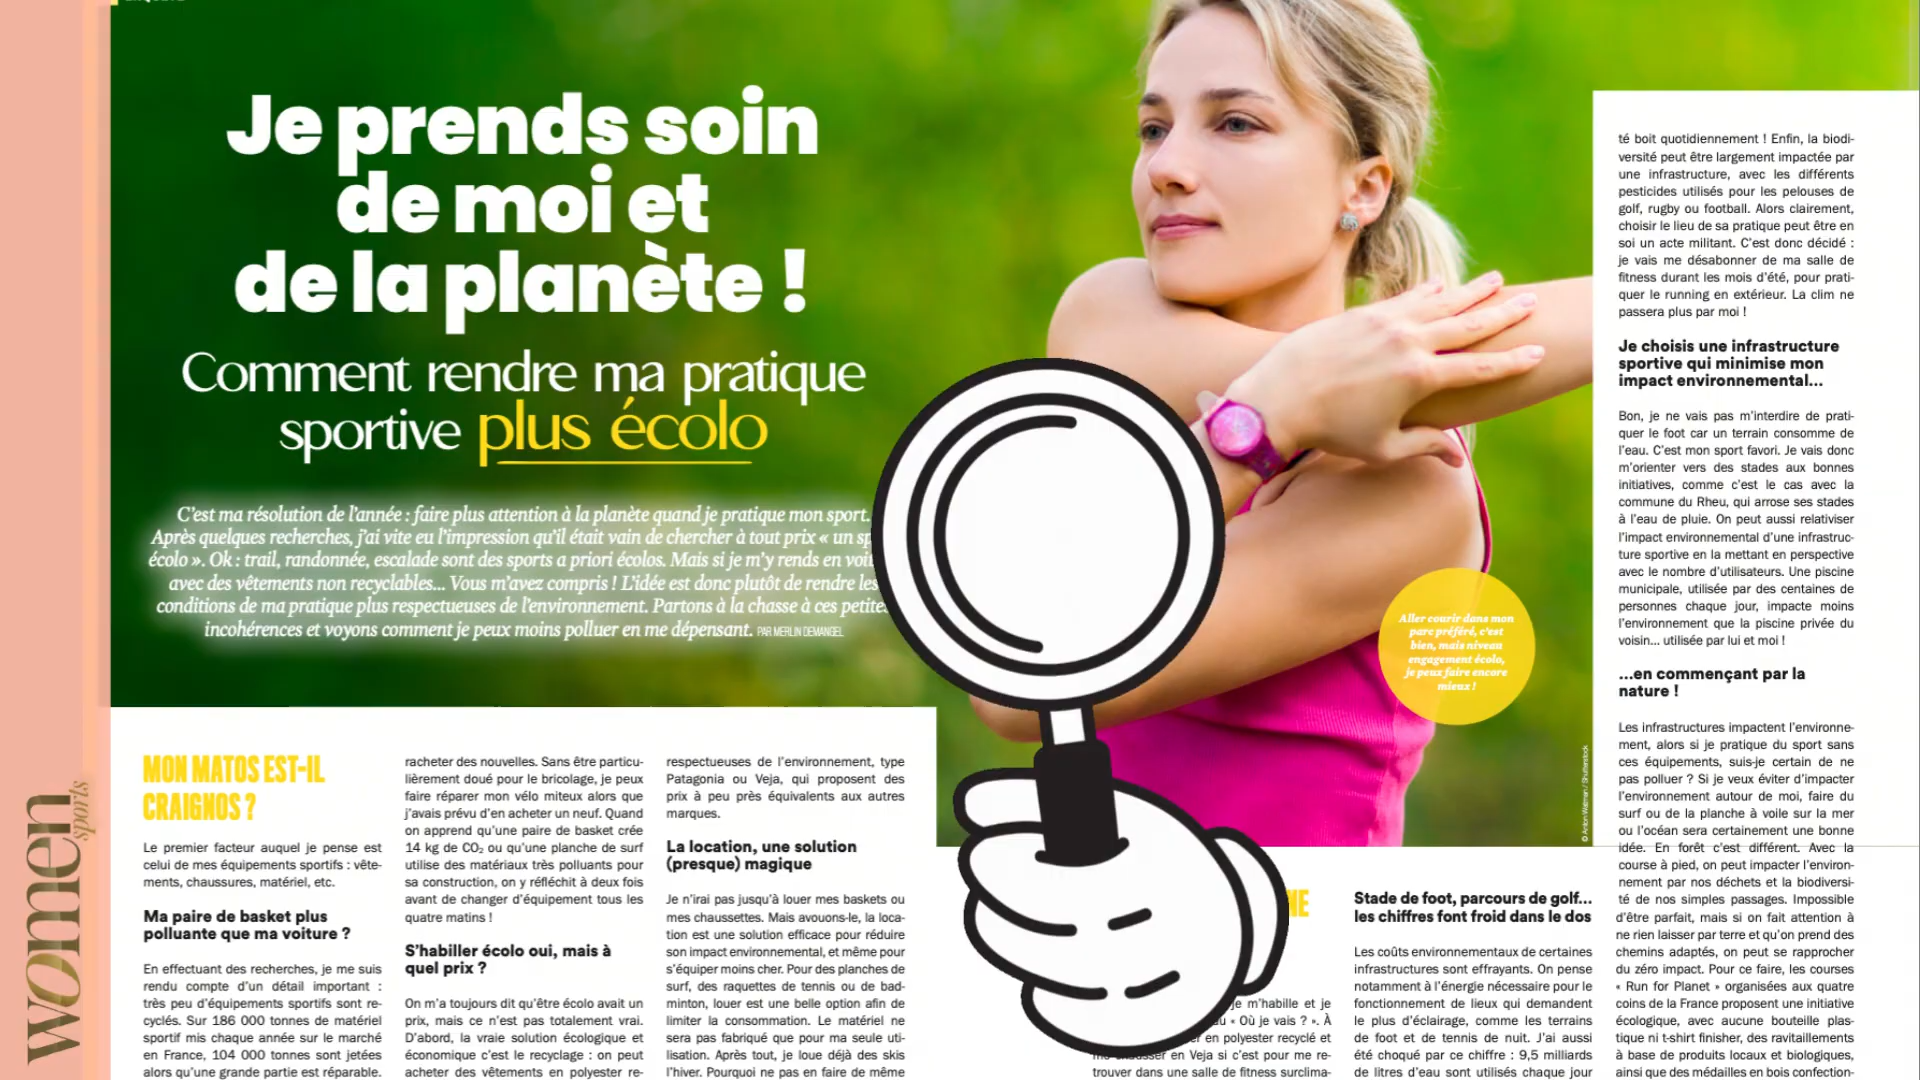 Je prends soin
de moi et
de la planète !
Comment rendre ma pratique
sportive plus écolo
C'est ma résolution de l'année : faire plus attention à la planète quand je pratique mon sport.
Après quelques recherches, j'ai vite eu l'impression qu'il était vain de chercher à tout prix « un
écolo ». Ok : trail, randonnée, escalade sont des sports a priori écolos. Mais si je m'y rends en
avec des vêtements non recyclables... Vous m'avez compris ! L'idée est donc plutôt de rendre les
conditions de ma pratique plus respectueuses de l'environnement. Partons à la chasse à ces petites
incohérences et voyons comment je peux moins polluer en me dépensant. PAR MERLIN DEMANGEL
Aller courir dans mon
parc préféré, c'est
bien, mais niveau
engagement écolo,
je peux faire encore
mieux !
women
sports
MON MATOS EST-IL
CRAIGNOS ?
Le premier facteur auquel je pense est
celui de mes équipements sportifs : vête-
ments, chaussures, matériel, etc.
Ma paire de basket plus
polluante que ma voiture ?
En effectuant des recherches, je me suis
rendu compte d'un détail important :
très peu d'équipements sportifs sont re-
cyclés. Sur 186 000 tonnes de matériel
sportif mis chaque année sur le marché
en France, 104 000 tonnes sont jetées
alors qu'une grande partie est réparable.
racheter des nouvelles. Sans être particu-
lièrement doué pour le bricolage, je peux
faire réparer mon vélo miteux alors que
j'avais prévu d'en acheter un neuf. Quand
on apprend qu'une paire de basket crée
14 kg de CO₂ ou qu'une planche de surf
utilise des matériaux très polluants pour
sa construction, on y réfléchit à deux fois
avant de changer d'équipement tous les
quatre matins !
S'habiller écolo oui, mais à
quel prix ?
On m'a toujours dit qu'être écolo avait un
prix, mais ce n'est pas totalement vrai.
D'abord, la vraie solution écologique et
économique c'est le recyclage : on peut
acheter des vêtements en polyester re-
respectueuses de l'environnement, type
Patagonia ou Veja, qui proposent des
prix à peu près équivalents aux autres
marques.
La location, une solution
(presque) magique
Je n'irai pas jusqu'à louer mes baskets ou
mes chaussettes. Mais avouons-le, la loca-
tion est une solution efficace pour réduire
son impact environnemental, et même pour
s'équiper moins cher. Pour des planches de
surf, des raquettes de tennis ou de bad-
minton, louer est une belle option afin de
limiter la consommation. Le matériel ne
sera pas fabriqué que pour ma seule uti-
lisation. Après tout, je loue déjà des skis
l'hiver. Pourquoi ne pas en faire de même
je m'habille et je
« Où je vais ? ». À
en polyester recyclé et
en Veja si c'est pour me re-
trouver dans une salle de fitness surclima-
Stade de foot, parcours de golf...
les chiffres font froid dans le dos
Les coûts environnementaux de certaines
infrastructures sont effrayants. On pense
notamment à l'énergie nécessaire pour le
fonctionnement de lieux qui demandent
le plus d'éclairage, comme les terrains
de foot et de tennis de nuit. J'ai aussi
été choqué par ce chiffre : 9,5 milliards
de litres d'eau sont utilisés chaque jour
té boit quotidiennement ! Enfin, la biodi-
versité peut être largement impactée par
une infrastructure, avec les différents
pesticides utilisés pour les pelouses de
golf, rugby ou football. Alors clairement,
choisir le lieu de sa pratique peut être en
soi un acte militant. C'est donc décidé :
je vais me désabonner de ma salle de
fitness durant les mois d'été, pour prati-
quer le running en extérieur. La clim ne
passera plus par moi !
Je choisis une infrastructure
sportive qui minimise mon
impact environnemental...
Bon, je ne vais pas m'interdire de prati-
quer le foot car un terrain consomme de
l'eau. C'est mon sport favori. Je vais donc
m'orienter vers des stades aux bonnes
initiatives, comme c'est le cas avec la
commune du Rheu, qui arrose ses stades
à l'eau de pluie. On peut aussi relativiser
l'impact environnemental d'une infrastruc-
ture sportive en la mettant en perspective
avec le nombre d'utilisateurs. Une piscine
municipale, utilisée par des centaines de
personnes chaque jour, impacte moins
l'environnement que la piscine privée du
voisin... utilisée par lui et moi !
...en commençant par la
nature !
Les infrastructures impactent l'environne-
ment, alors si je pratique du sport sans
ces équipements, suis-je certain de ne
pas polluer ? Si je veux éviter d'impacter
l'environnement autour de moi, faire du
surf ou de la planche à voile sur la mer
ou l'océan sera certainement une bonne
idée. En forêt c'est différent. Avec la
course à pied, on peut impacter l'environ-
nement par nos déchets et la biodiversi-
té de nos simples passages. Impossible
d'être parfait, mais si on fait attention à
ne rien laisser par terre et qu'on prend des
chemins adaptés, on peut se rapprocher
du zéro impact. Pour ce faire, les courses
« Run for Planet » organisées aux quatre
coins de la France proposent une initiative
écologique, avec aucune bouteille plas-
tique ni t-shirt finisher, des ravitaillements
à base de produits locaux et biologiques,
ainsi que des médailles en bois confection-